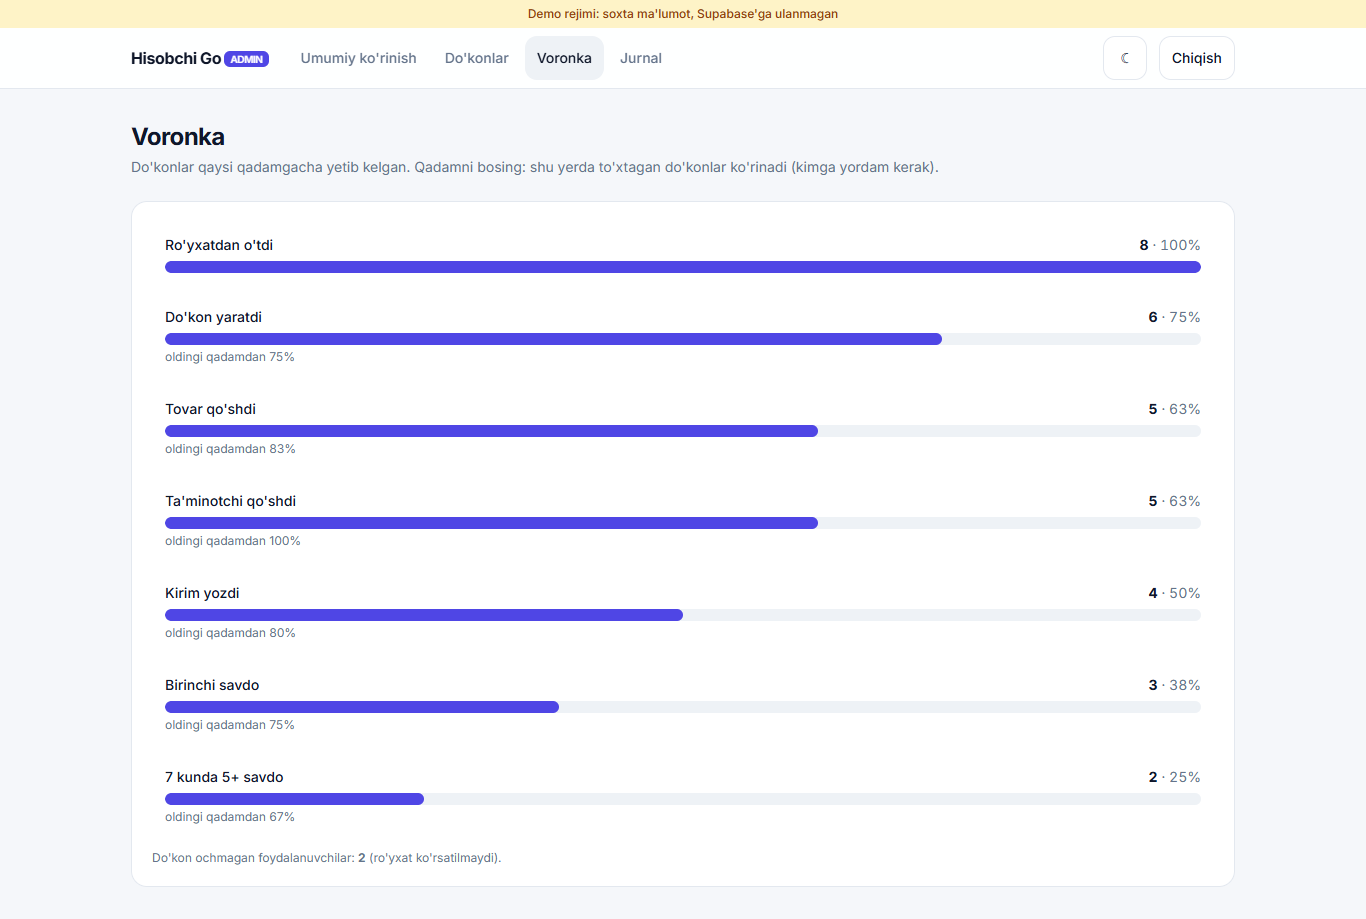 Demo rejimi: soxta ma'lumot, Supabase'ga ulanmagan
Hisobchi Go ADMIN Umumiy ko'rinish Do'konlar Voronka Jurnal ☾ Chiqish
Voronka
Do'konlar qaysi qadamgacha yetib kelgan. Qadamni bosing: shu yerda to'xtagan do'konlar ko'rinadi (kimga yordam kerak).
Ro'yxatdan o'tdi 8 · 100%
Do'kon yaratdi 6 · 75%
oldingi qadamdan 75%
Tovar qo'shdi 5 · 63%
oldingi qadamdan 83%
Ta'minotchi qo'shdi 5 · 63%
oldingi qadamdan 100%
Kirim yozdi 4 · 50%
oldingi qadamdan 80%
Birinchi savdo 3 · 38%
oldingi qadamdan 75%
7 kunda 5+ savdo 2 · 25%
oldingi qadamdan 67%
Do'kon ochmagan foydalanuvchilar: 2 (ro'yxat ko'rsatilmaydi).